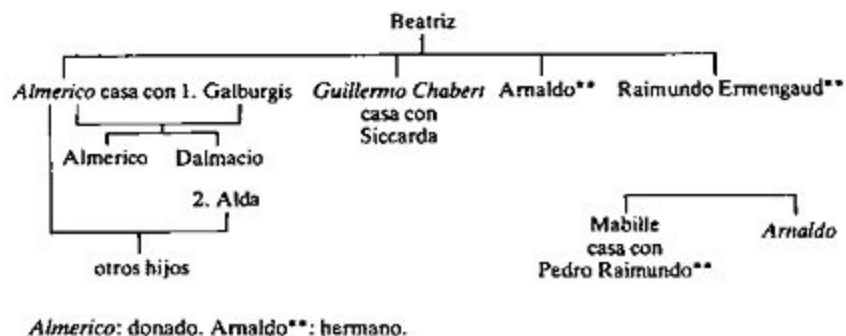 Beatriz
Almerico casa con 1. Galburgis Guillermo Chabert Arnaldo** Raimundo Ermengaud**
casa con
Siccarda
Almerico Dalmacio
2. Alda
otros hijos
Mabille Arnaldo
casa con
Pedro Raimundo**
Almerico: donado. Arnaldo**: hermano.